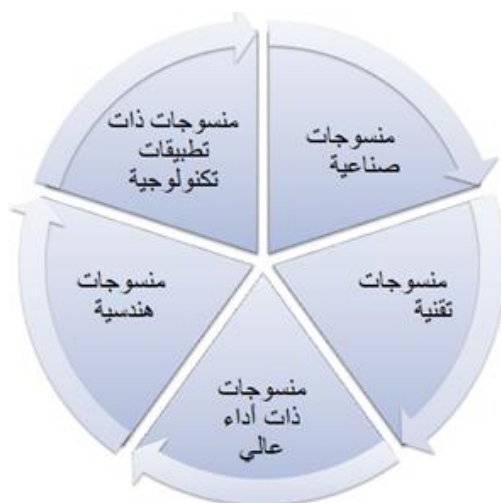 منسوجات
صناعية
منسوجات
تقنية
منسوجات
ذات أداء
عالي
منسوجات
هندسية
منسوجات ذات
تطبيقات
تكنولوجية